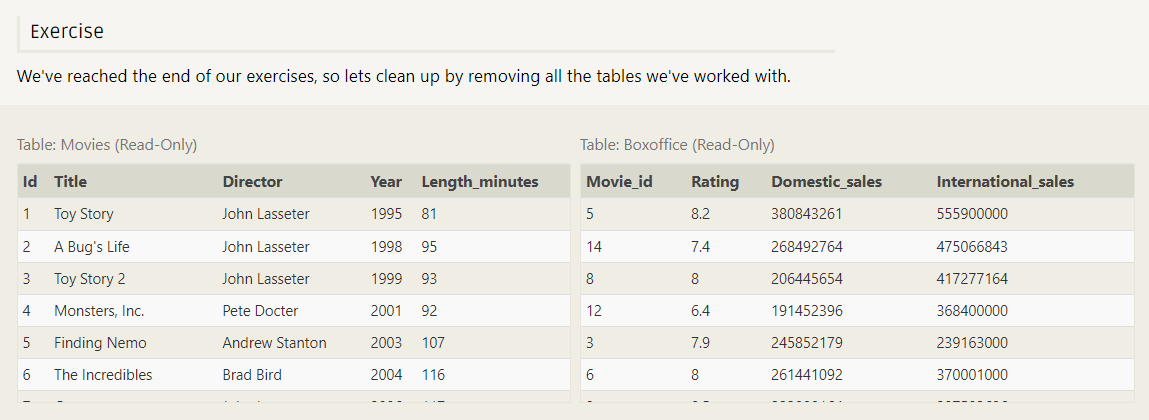 Exercise
We've reached the end of our exercises, so lets clean up by removing all the tables we've worked with.
Table: Movies (Read-Only)
Id Title Director Year Length_minutes
1 Toy Story John Lasseter 1995 81
2 A Bug's Life John Lasseter 1998 95
3 Toy Story 2 John Lasseter 1999 93
4 Monsters, Inc. Pete Docter 2001 92
5 Finding Nemo Andrew Stanton 2003 107
6 The Incredibles Brad Bird 2004 116
Table: Boxoffice (Read-Only)
Movie_id Rating Domestic_sales International_sales
5 8.2 380843261 555900000
14 7.4 268492764 475066843
8 8 206445654 417277164
12 6.4 191452396 368400000
3 7.9 245852179 239163000
6 8 261441092 370001000